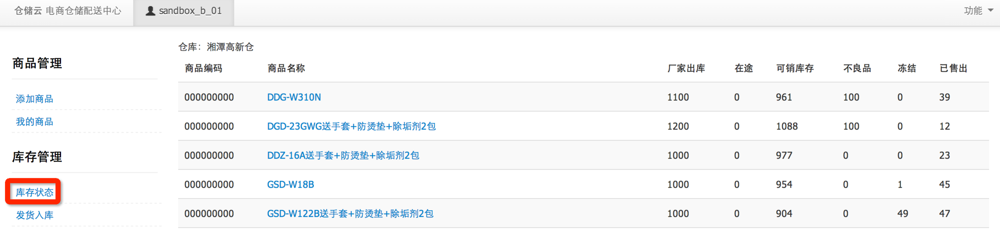 仓储云 电商仓储配送中心 sandbox_b_01 功能
商品管理
添加商品
我的商品
库存管理
库存状态
发货入库
仓库：湘潭高新仓
商品编码 商品名称 厂家出库 在途 可销库存 不良品 冻结 已售出
000000000 DDG-W310N 1100 0 961 100 0 39
000000000 DGD-23GWG送手套+防烫垫+除垢剂2包 1200 0 1088 100 0 12
000000000 DDZ-16A送手套+防烫垫+除垢剂2包 1000 0 977 0 0 23
000000000 GSD-W18B 1000 0 954 0 1 45
000000000 GSD-W122B送手套+防烫垫+除垢剂2包 1000 0 904 0 49 47